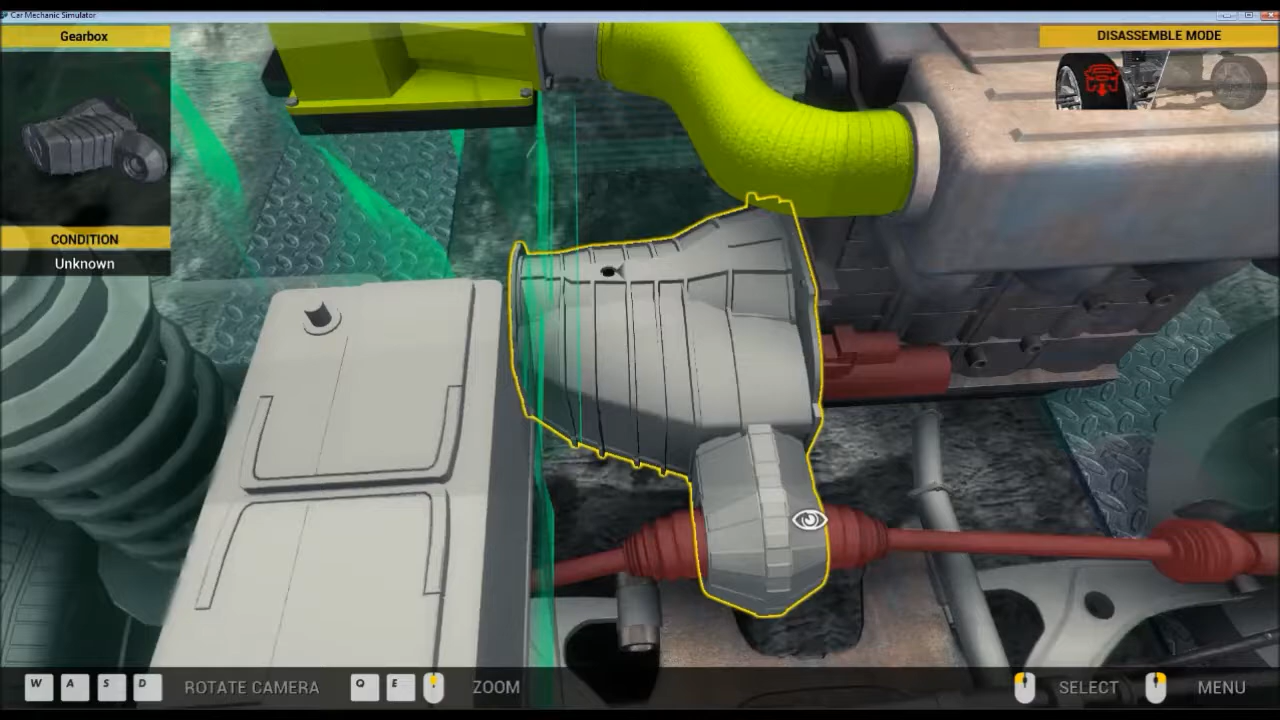 Car Mechanic Simulator
Gearbox
DISASSEMBLE MODE
CONDITION
Unknown
W A S D ROTATE CAMERA Q E ZOOM SELECT MENU